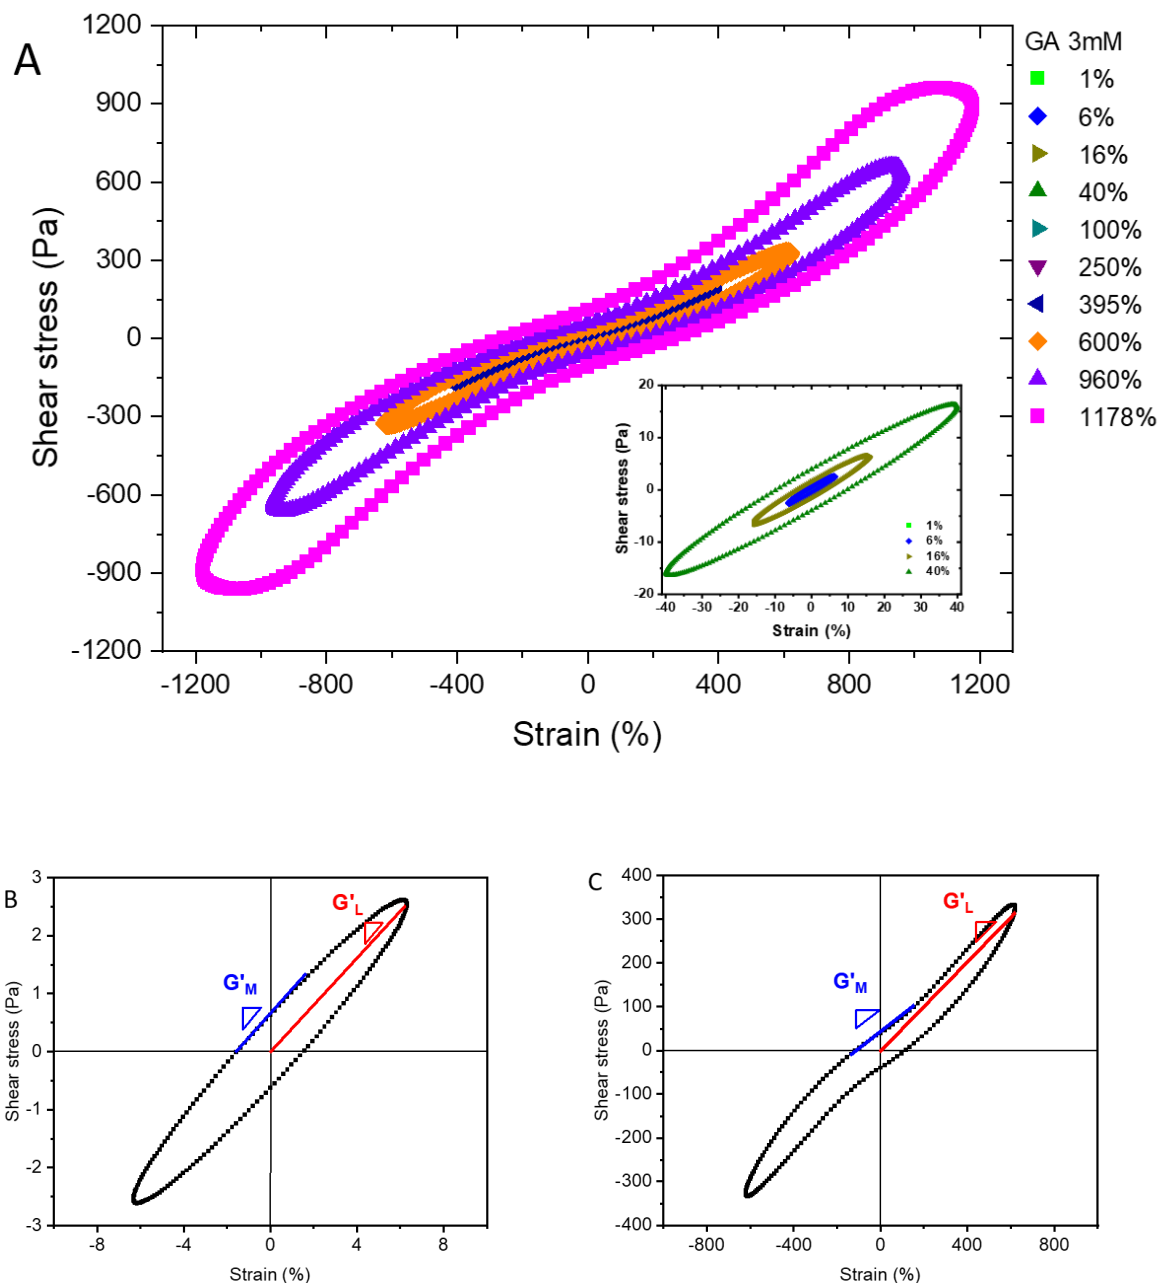 A
1200
900
600
300
0
-300
-600
-900
-1200
Shear stress (Pa)
-1200 -800 -400 0 400 800 1200
Strain (%)
GA 3mM
1%
6%
16%
40%
100%
250%
395%
600%
960%
1178%
20
10
0
-10
-20
Shear stress (Pa)
1%
6%
16%
40%
-40 -30 -20 -10 0 10 20 30 40
Strain (%)
B
3
2
1
0
-1
-2
-3
Shear stress (Pa)
G'L
G'M
-8 -4 0 4 8
Strain (%)
C
400
300
200
100
0
-100
-200
-300
-400
Shear stress (Pa)
G'L
G'M
-800 -400 0 400 800
Strain (%)